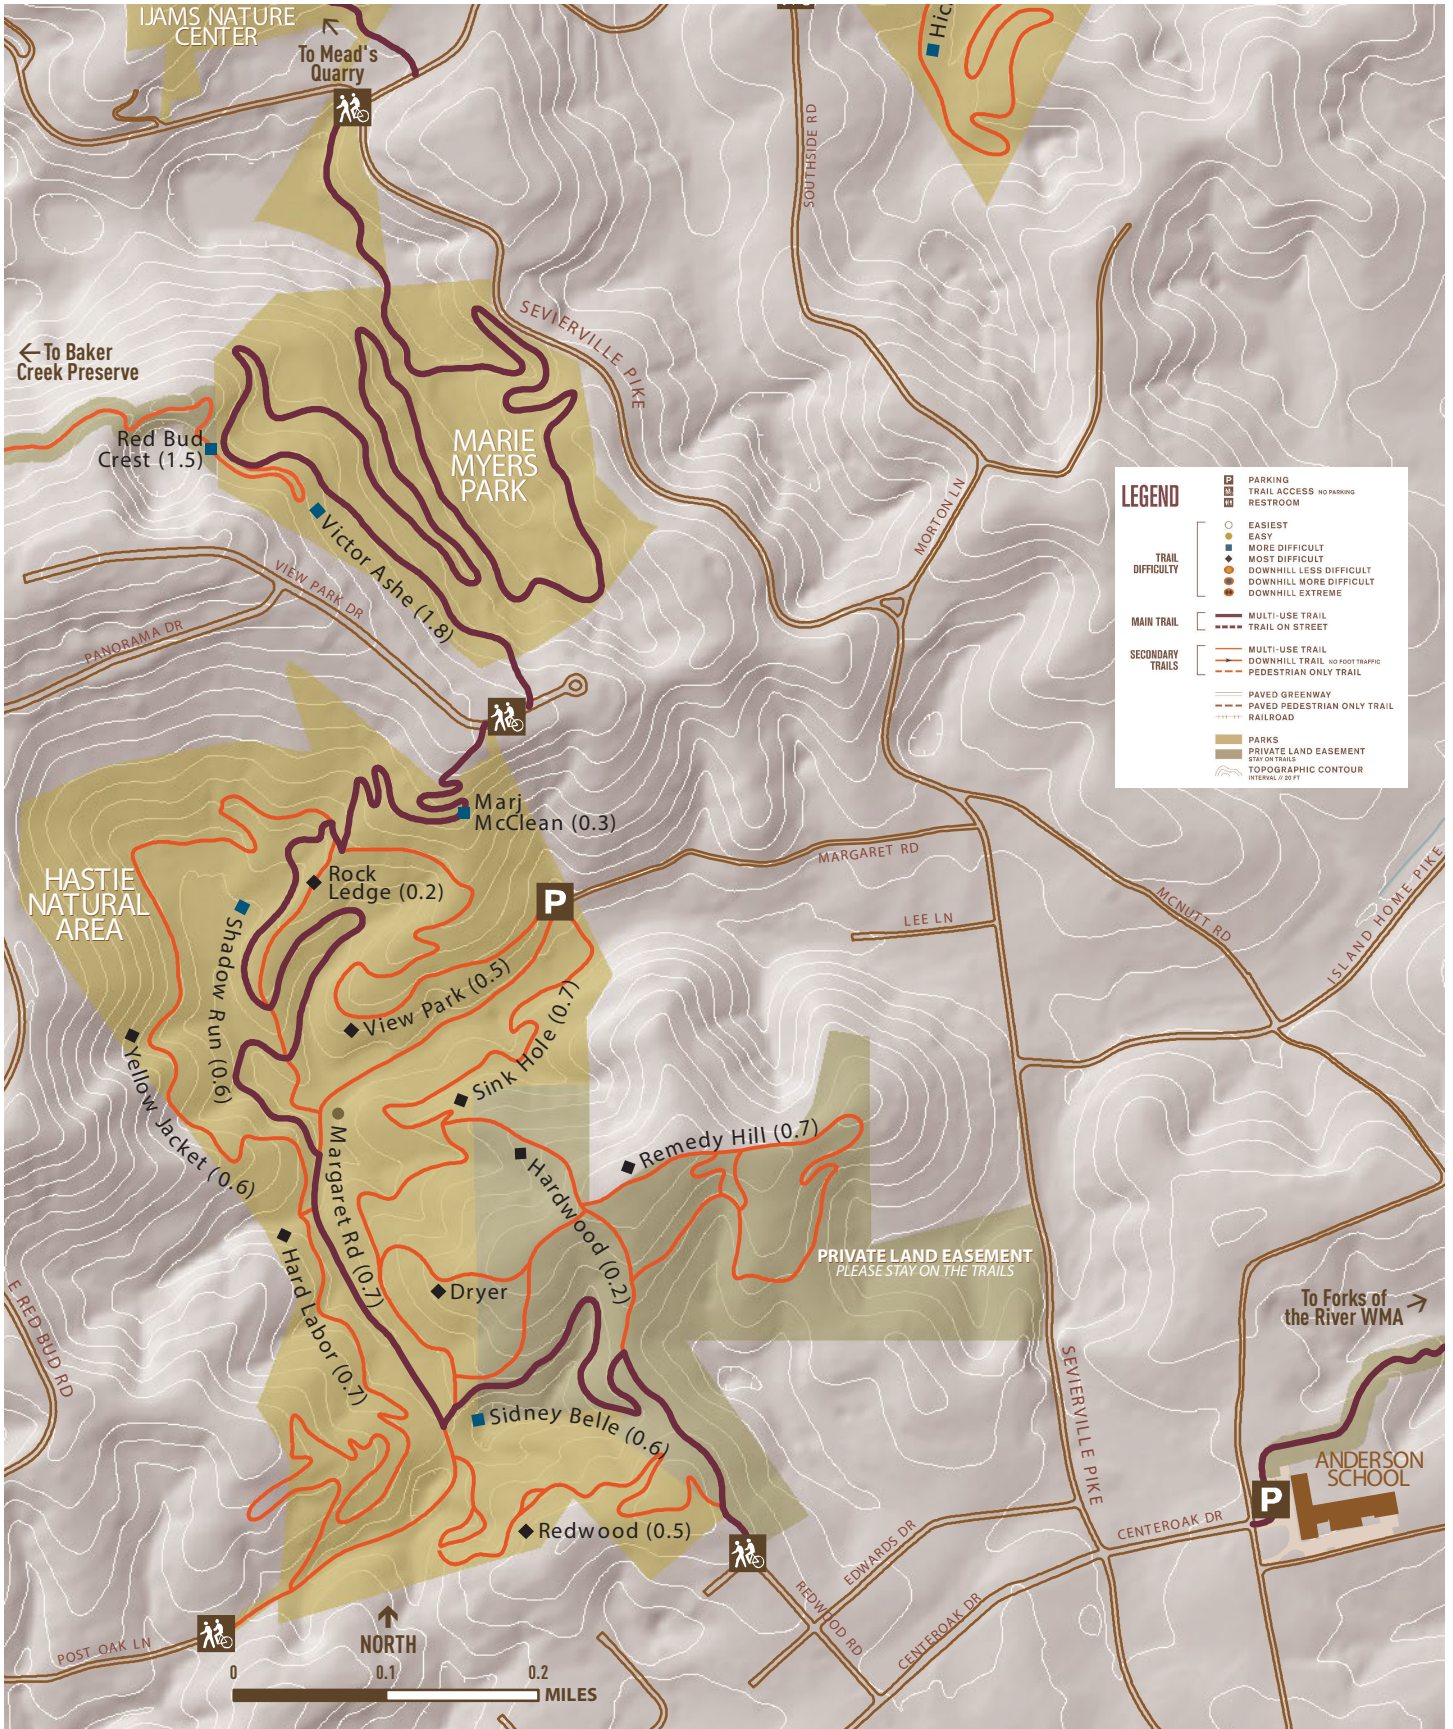 IJAMS NATURE
CENTER
To Mead's
Quarry
Hic
SOUTHSIDE RD
SEVIERVILLE PIKE
To Baker
Creek Preserve
Red Bud
Crest (1.5)
MARIE
MYERS
PARK
Victor Ashe (1.8)
VIEW PARK DR
PANORAMA DR
MORTON LN
LEGEND
P PARKING
TRAIL ACCESS NO PARKING
RESTROOM
TRAIL
DIFFICULTY
EASIEST
EASY
MORE DIFFICULT
MOST DIFFICULT
DOWNHILL LESS DIFFICULT
DOWNHILL MORE DIFFICULT
DOWNHILL EXTREME
MAIN TRAIL
MULTI-USE TRAIL
TRAIL ON STREET
SECONDARY
TRAILS
MULTI-USE TRAIL
DOWNHILL TRAIL NO FOOT TRAFFIC
PEDESTRIAN ONLY TRAIL
PAVED GREENWAY
PAVED PEDESTRIAN ONLY TRAIL
RAILROAD
PARKS
PRIVATE LAND EASEMENT
STAY ON TRAILS
TOPOGRAPHIC CONTOUR
INTERVAL // 20 FT
Marj
McClean (0.3)
MARGARET RD
HASTIE
NATURAL
AREA
Rock
Ledge (0.2)
P
LEE LN
MCNUTT RD
ISLAND HOME PIKE
Shadow Run (0.6)
View Park (0.5)
Sink Hole (0.7)
Yellow Jacket (0.6)
Margaret Rd (0.7)
Hardwood (0.2)
Remedy Hill (0.7)
PRIVATE LAND EASEMENT
PLEASE STAY ON THE TRAILS
Hard Labor (0.7)
Dryer
E RED BUD RD
To Forks of
the River WMA
SEVIERVILLE PIKE
Sidney Belle (0.6)
ANDERSON
SCHOOL
P
Redwood (0.5)
CENTEROAK DR
EDWARDS DR
REDWOOD RD
CENTEROAK DR
POST OAK LN
NORTH
0 0.1 0.2
MILES